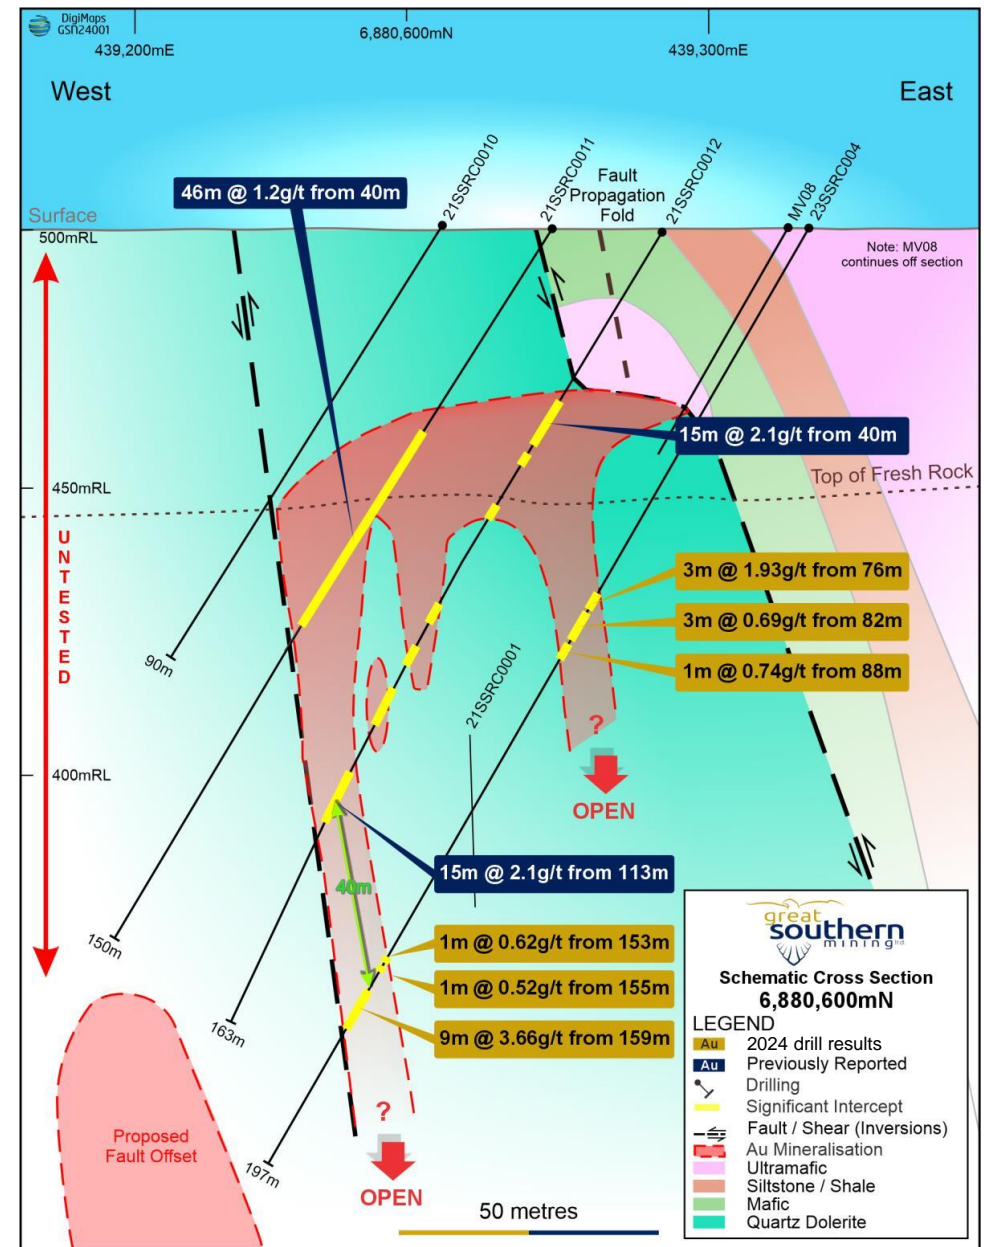 DigiMaps
GSN24001
439,200mE
6,880,600mN
439,300mE
West
East
46m @ 1.2g/t from 40m
21SSRC0010
21SSRC0011
Fault
Propagation
Fold
21SSRC0012
MV08
23SSRC004
Surface
500mRL
Note: MV08
continues off section
15m @ 2.1g/t from 40m
450mRL
Top of Fresh Rock
UNTESTED
3m @ 1.93g/t from 76m
3m @ 0.69g/t from 82m
1m @ 0.74g/t from 88m
90m
21SSRC0001
?
OPEN
400mRL
15m @ 2.1g/t from 113m
40m
1m @ 0.62g/t from 153m
1m @ 0.52g/t from 155m
9m @ 3.66g/t from 159m
150m
163m
197m
?
OPEN
Proposed
Fault Offset
50 metres
great
southern
mining ltd.
Schematic Cross Section
6,880,600mN
LEGEND
Au 2024 drill results
Au Previously Reported
Drilling
Significant Intercept
Fault / Shear (Inversions)
Au Mineralisation
Ultramafic
Siltstone / Shale
Mafic
Quartz Dolerite